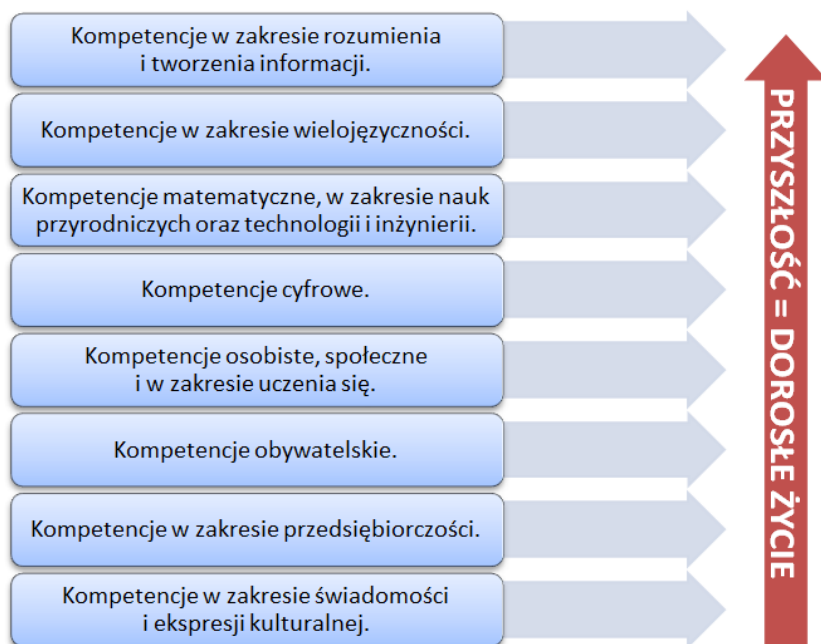 Kompetencje w zakresie rozumienia
i tworzenia informacji.
Kompetencje w zakresie wielojęzyczności.
Kompetencje matematyczne, w zakresie nauk
przyrodniczych oraz technologii i inżynierii.
Kompetencje cyfrowe.
Kompetencje osobiste, społeczne
i w zakresie uczenia się.
Kompetencje obywatelskie.
Kompetencje w zakresie przedsiębiorczości.
Kompetencje w zakresie świadomości
i ekspresji kulturalnej.
PRZYSZŁOŚĆ = DOROSŁE ŻYCIE